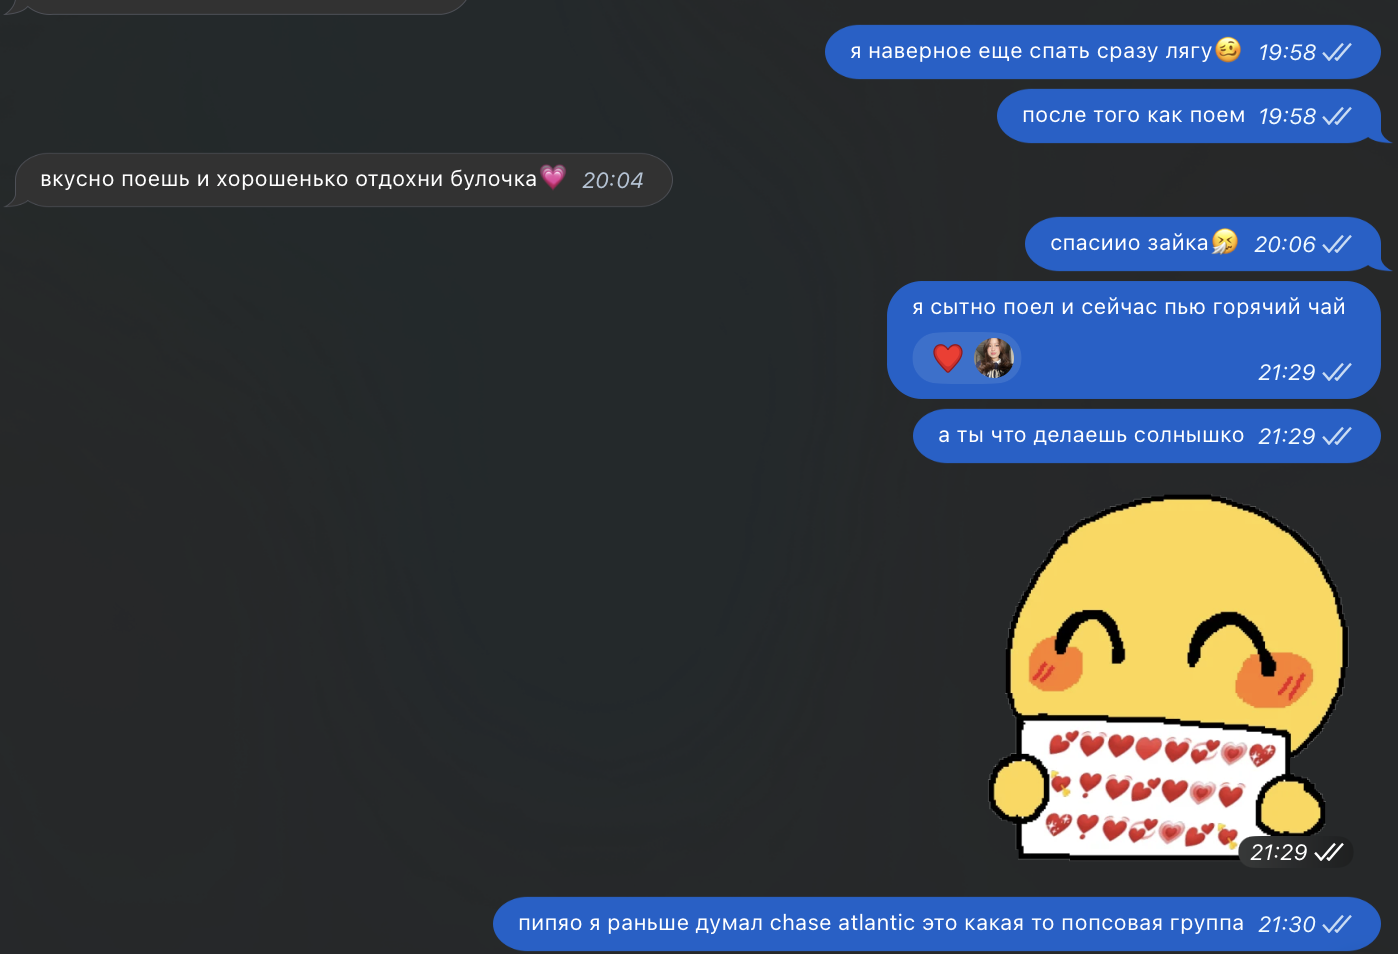 я наверное еще спать сразу лягу🥴 19:58
после того как поем 19:58
вкусно поешь и хорошенько отдохни булочка💗 20:04
спасиио зайка🤧 20:06
я сытно поел и сейчас пью горячий чай
21:29
а ты что делаешь солнышко 21:29
21:29
пипяо я раньше думал chase atlantic это какая то попсовая группа 21:30